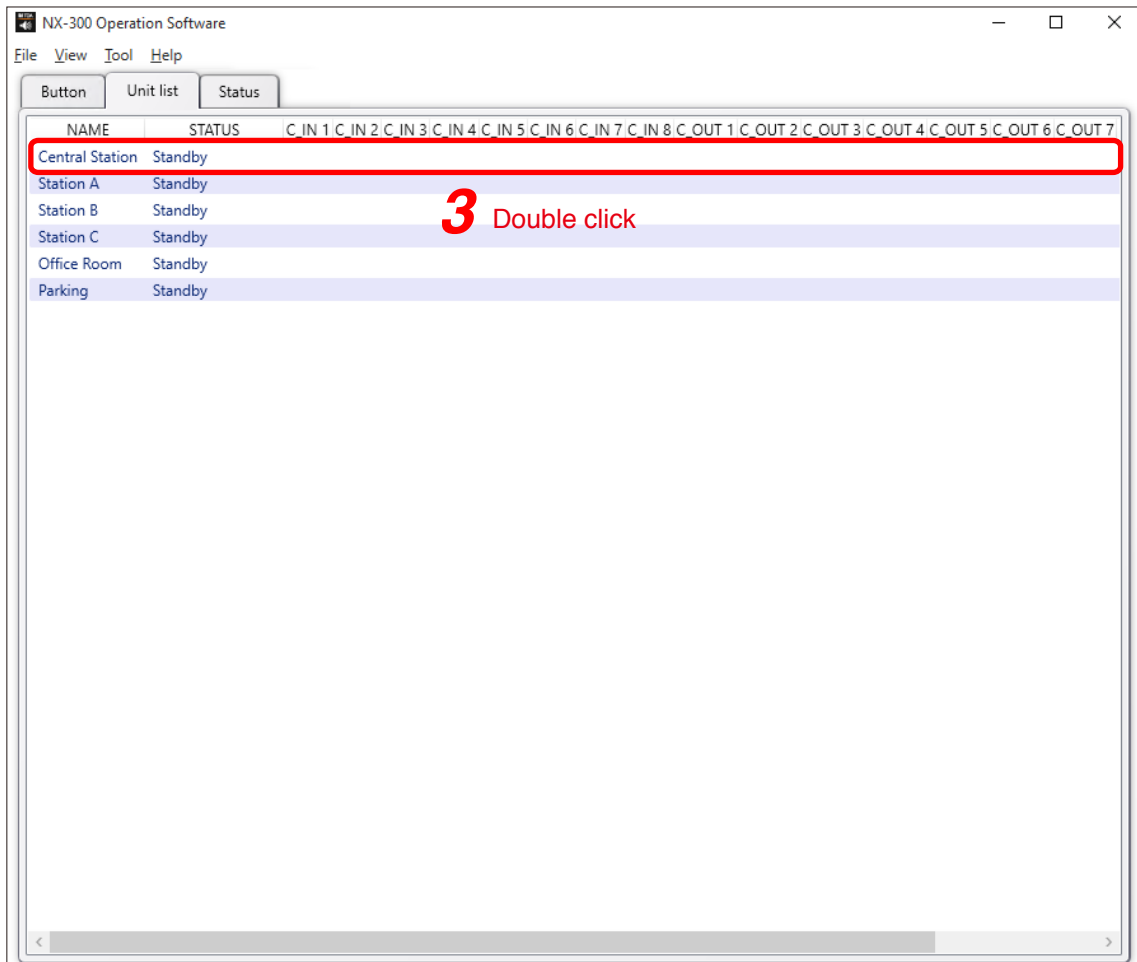 NX-300 Operation Software
File View Tool Help
Button Unit list Status
NAME STATUS C_IN 1 C_IN 2 C_IN 3 C_IN 4 C_IN 5 C_IN 6 C_IN 7 C_IN 8 C_OUT 1 C_OUT 2 C_OUT 3 C_OUT 4 C_OUT 5 C_OUT 6 C_OUT 7
Central Station Standby
Station A Standby
Station B Standby
3 Double click
Station C Standby
Office Room Standby
Parking Standby